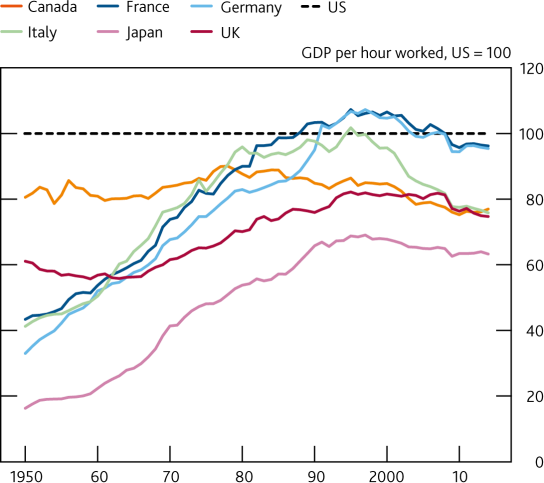 Canada France Germany US
Italy Japan UK
GDP per hour worked, US = 100
120
100
80
60
40
20
0
1950 60 70 80 90 2000 10